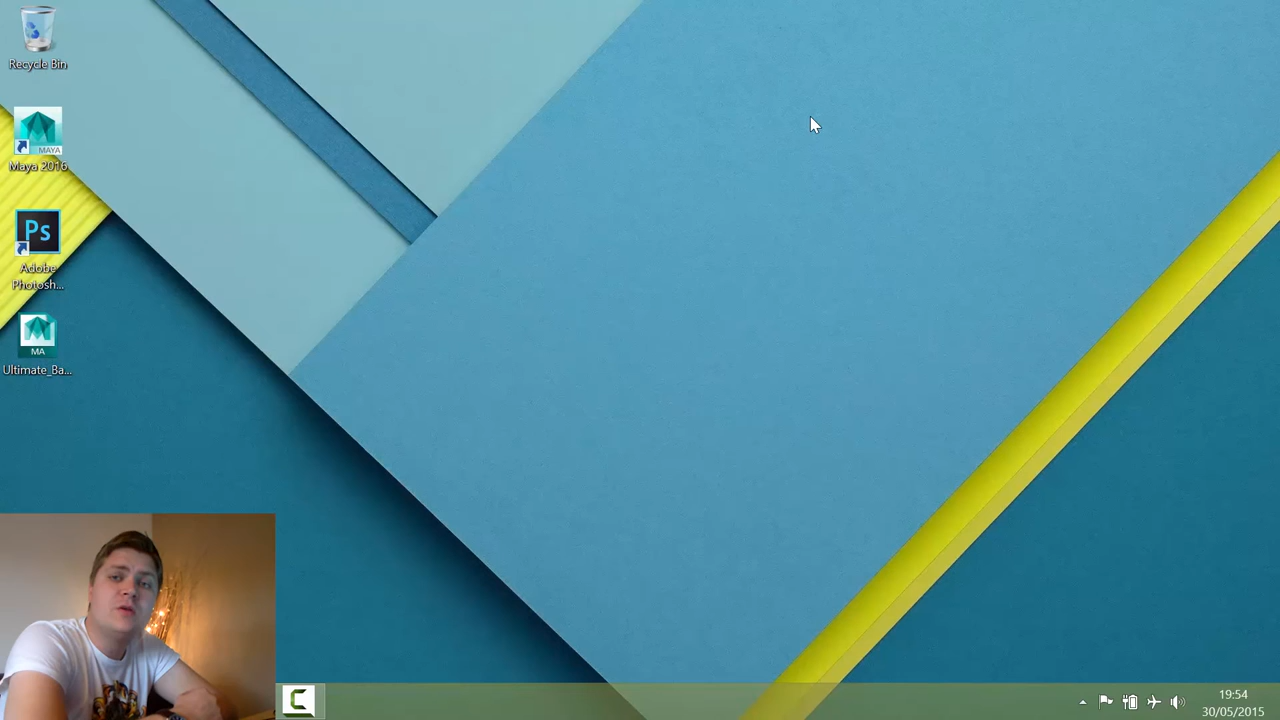 Recycle Bin
MAYA
Maya 2016
Ps
Adobe
Photosh...
MA
Ultimate_Ba...
19:54
30/05/2015